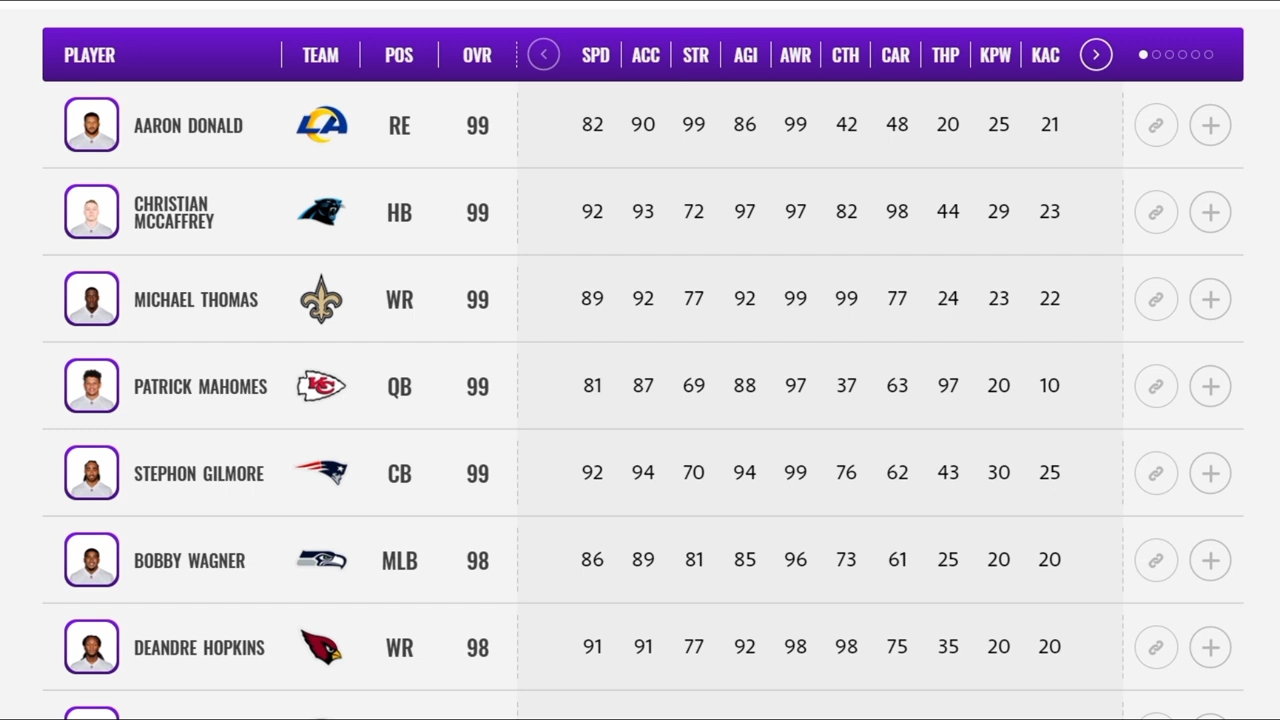 PLAYER TEAM POS OVR SPD ACC STR AGI AWR CTH CAR THP KPW KAC
AARON DONALD LA RE 99 82 90 99 86 99 42 48 20 25 21
CHRISTIAN
MCCAFFREY HB 99 92 93 72 97 97 82 98 44 29 23
MICHAEL THOMAS WR 99 89 92 77 92 99 99 77 24 23 22
PATRICK MAHOMES KC QB 99 81 87 69 88 97 37 63 97 20 10
STEPHON GILMORE CB 99 92 94 70 94 99 76 62 43 30 25
BOBBY WAGNER MLB 98 86 89 81 85 96 73 61 25 20 20
DEANDRE HOPKINS WR 98 91 91 77 92 98 98 75 35 20 20